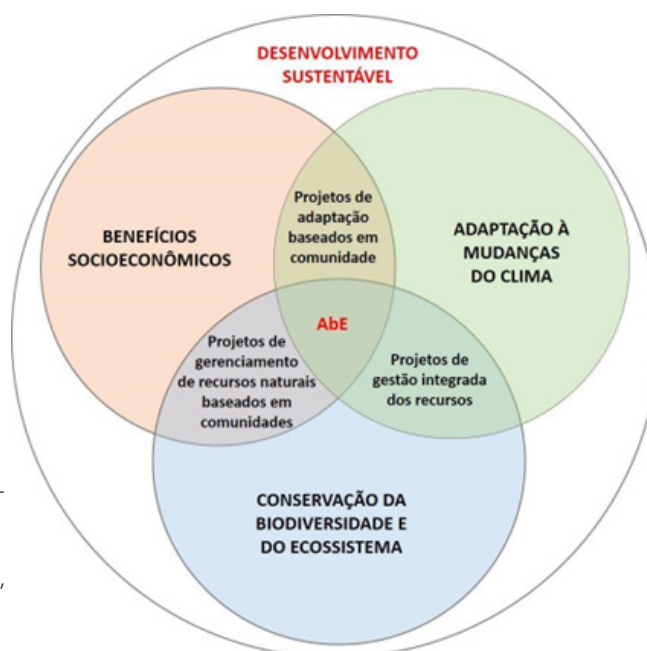 DESENVOLVIMENTO
SUSTENTÁVEL
Projetos de
adaptação
baseados em
comunidade
BENEFÍCIOS
SOCIOECONÔMICOS
ADAPTAÇÃO À
MUDANÇAS
DO CLIMA
AbE
Projetos de
gerenciamento
de recursos naturais
baseados em
comunidades
Projetos de
gestão integrada
dos recursos
CONSERVAÇÃO DA
BIODIVERSIDADE E
DO ECOSSISTEMA